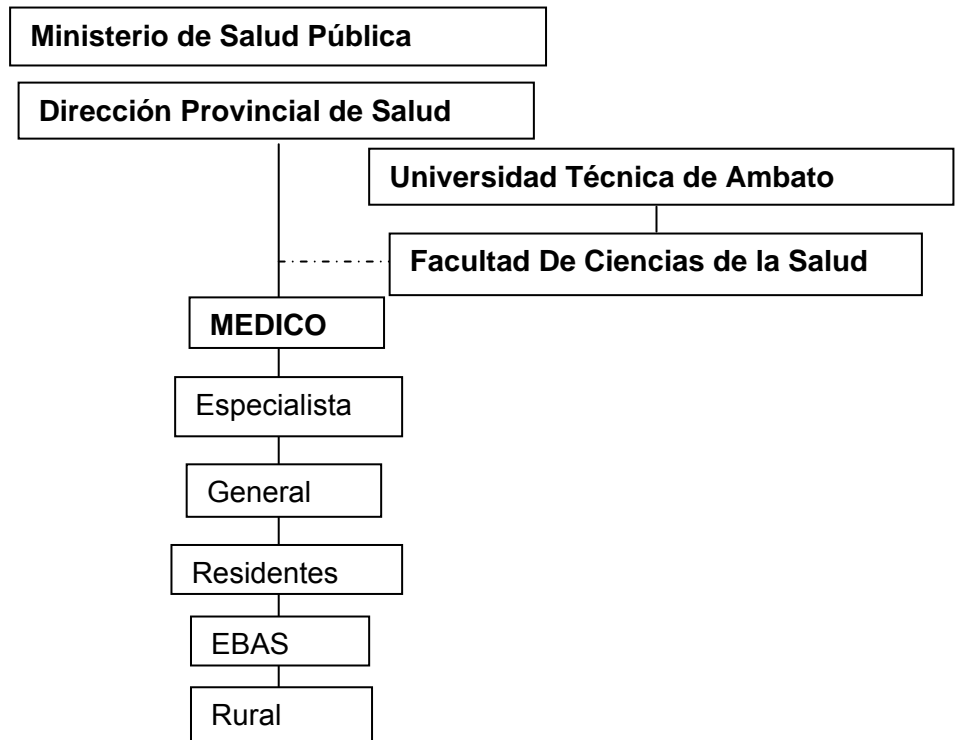 Ministerio de Salud Pública
Dirección Provincial de Salud
Universidad Técnica de Ambato
Facultad De Ciencias de la Salud
MEDICO
Especialista
General
Residentes
EBAS
Rural